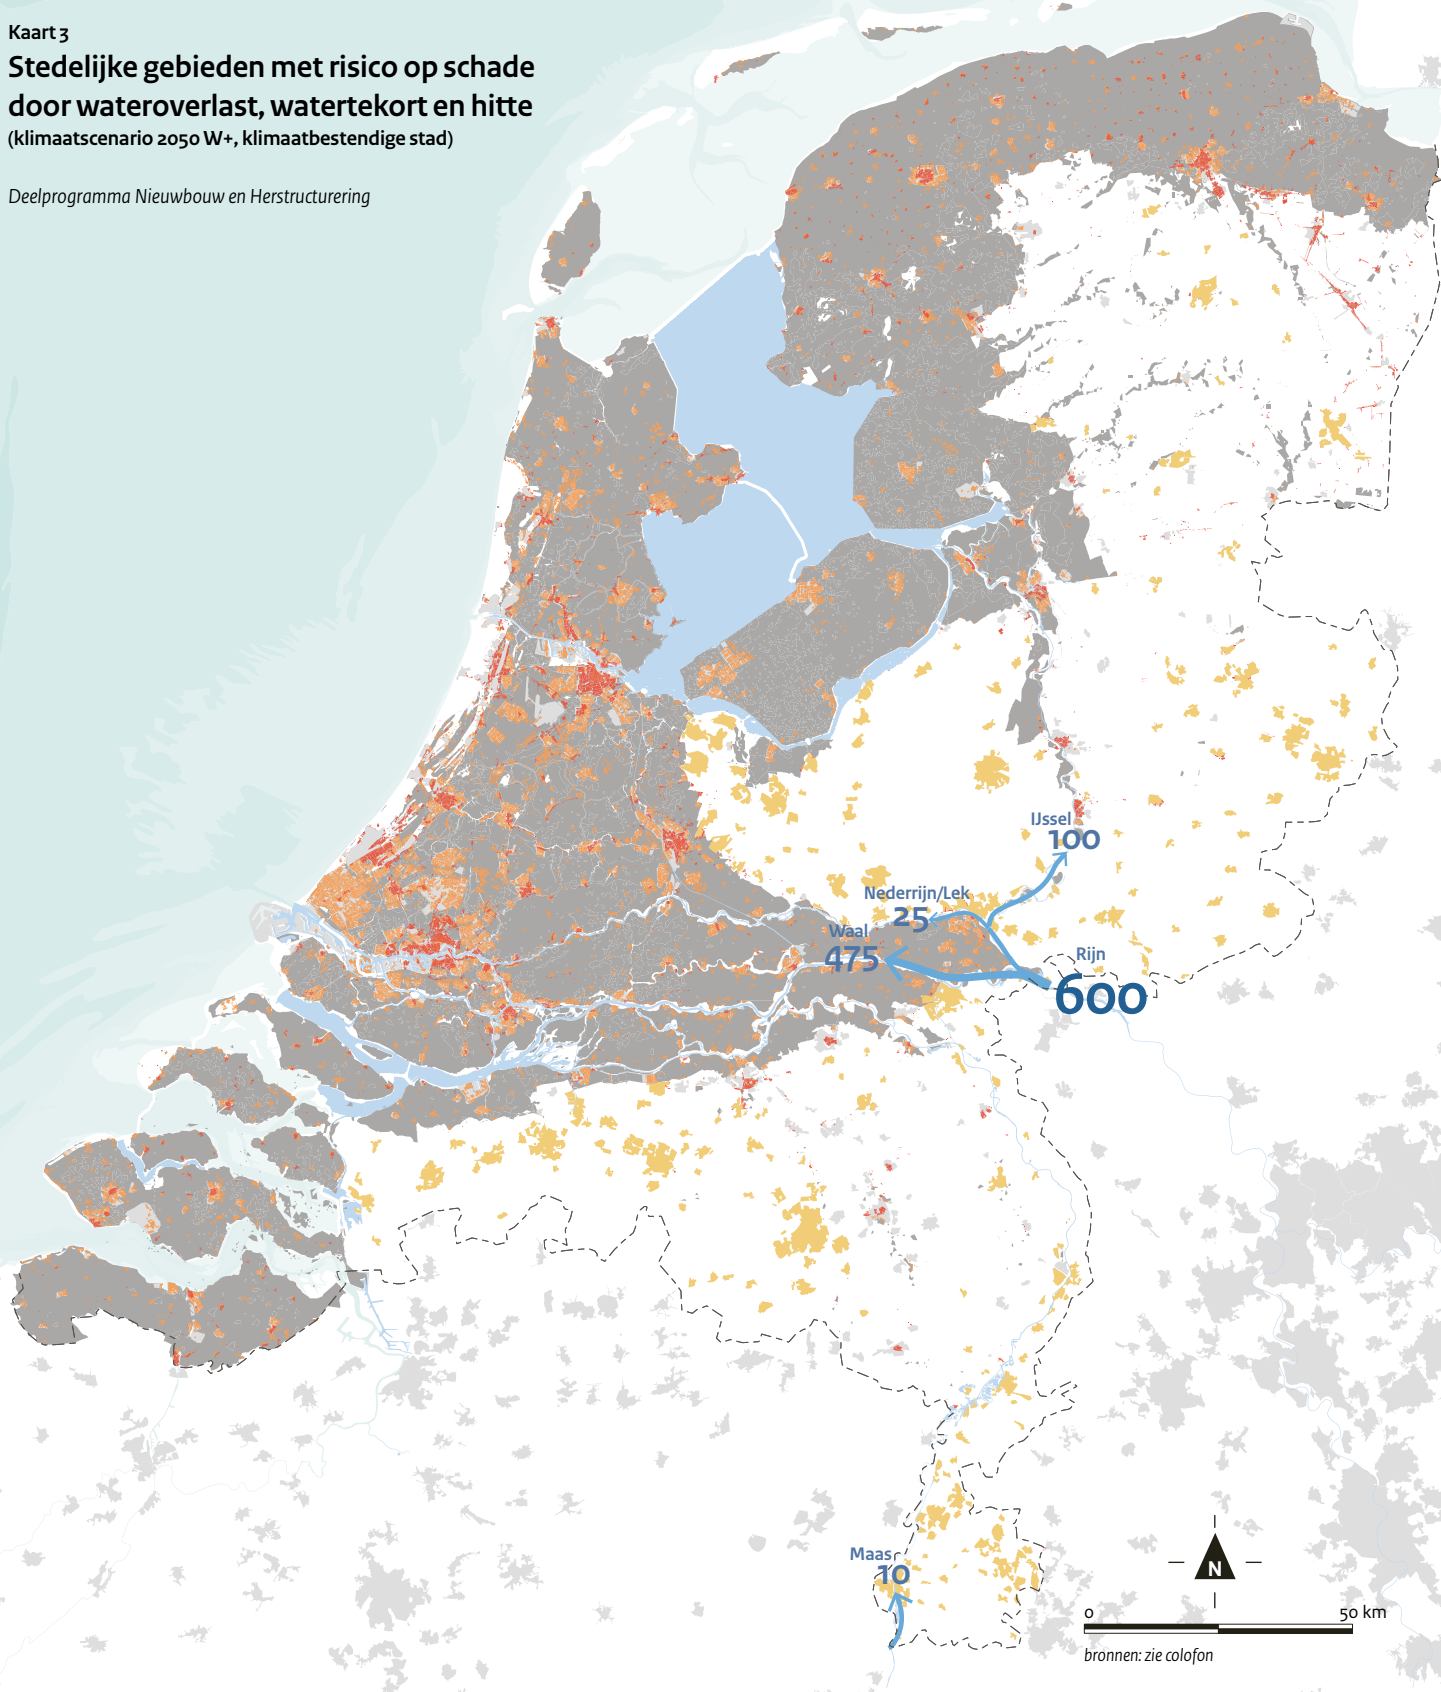 Kaart 3
Stedelijke gebieden met risico op schade
door wateroverlast, watertekort en hitte
(klimaatscenario 2050 W+, klimaatbestendige stad)
Deelprogramma Nieuwbouw en Herstructurering
IJssel
100
Nederrijn/Lek
25
Waal
475
Rijn
600
Maas
10
N
0 50 km
bronnen: zie colofon